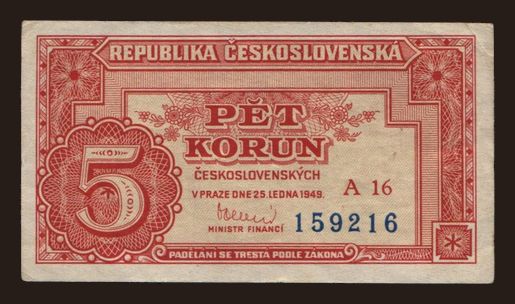 REPUBLIKA ČESKOSLOVENSKÁ
PĚT
KORUN
ČESKOSLOVENSKÝCH
V PRAZE DNE 25. LEDNA 1949.
A 16
5
159216
MINISTR FINANCÍ
PADĚLÁNÍ SE TRESTÁ PODLE ZÁKONA